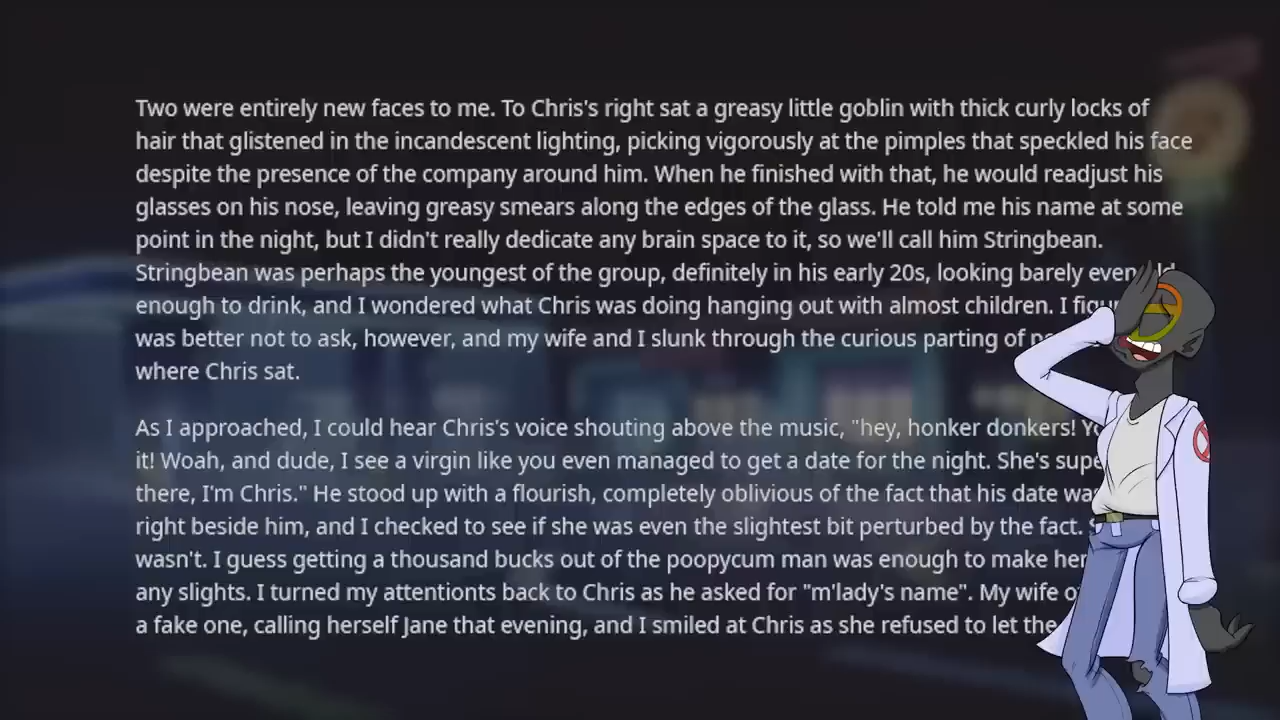 Two were entirely new faces to me. To Chris's right sat a greasy little goblin with thick curly locks of
hair that glistened in the incandescent lighting, picking vigorously at the pimples that speckled his face
despite the presence of the company around him. When he finished with that, he would readjust his
glasses on his nose, leaving greasy smears along the edges of the glass. He told me his name at some
point in the night, but I didn't really dedicate any brain space to it, so we'll call him Stringbean.
Stringbean was perhaps the youngest of the group, definitely in his early 20s, looking barely even
enough to drink, and I wondered what Chris was doing hanging out with almost children. I
was better not to ask, however, and my wife and I slunk through the curious parting of
where Chris sat.
As I approached, I could hear Chris's voice shouting above the music, "hey, honker donkers!
it! Woah, and dude, I see a virgin like you even managed to get a date for the night. She's
there, I'm Chris." He stood up with a flourish, completely oblivious of the fact that his date
right beside him, and I checked to see if she was even the slightest bit perturbed by the fact.
wasn't. I guess getting a thousand bucks out of the poopycum man was enough to make her
any slights. I turned my attentionts back to Chris as he asked for "m'lady's name". My wife
a fake one, calling herself Jane that evening, and I smiled at Chris as she refused to let the